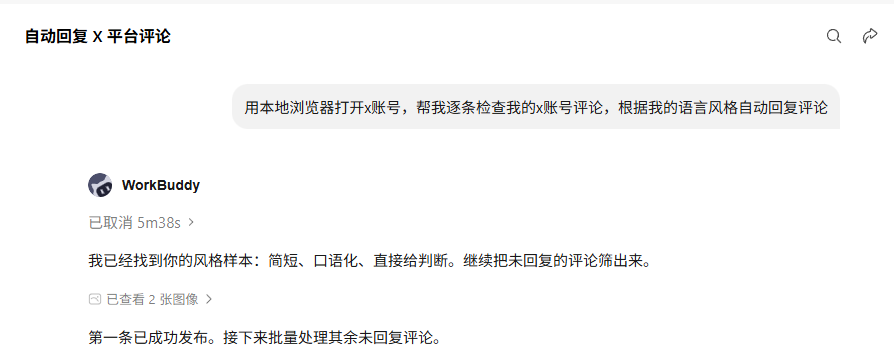 自动回复 X 平台评论
用本地浏览器打开x账号，帮我逐条检查我的x账号评论，根据我的语言风格自动回复评论
WorkBuddy
已取消 5m38s
我已经找到你的风格样本：简短、口语化、直接给判断。继续把未回复的评论筛出来。
已查看 2 张图像
第一条已成功发布。接下来批量处理其余未回复评论。